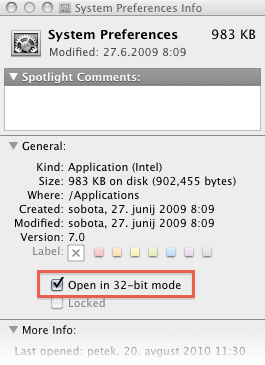 System Preferences Info
System Preferences 983 KB
Modified: 27.6.2009 8:09
Spotlight Comments:
General:
Kind: Application (Intel)
Size: 983 KB on disk (902,455 bytes)
Where: /Applications
Created: sobota, 27. junij 2009 8:09
Modified: sobota, 27. junij 2009 8:09
Version: 7.0
Label:
Open in 32-bit mode
Locked
More Info:
Last opened: petek, 20. avgust 2010 11:30